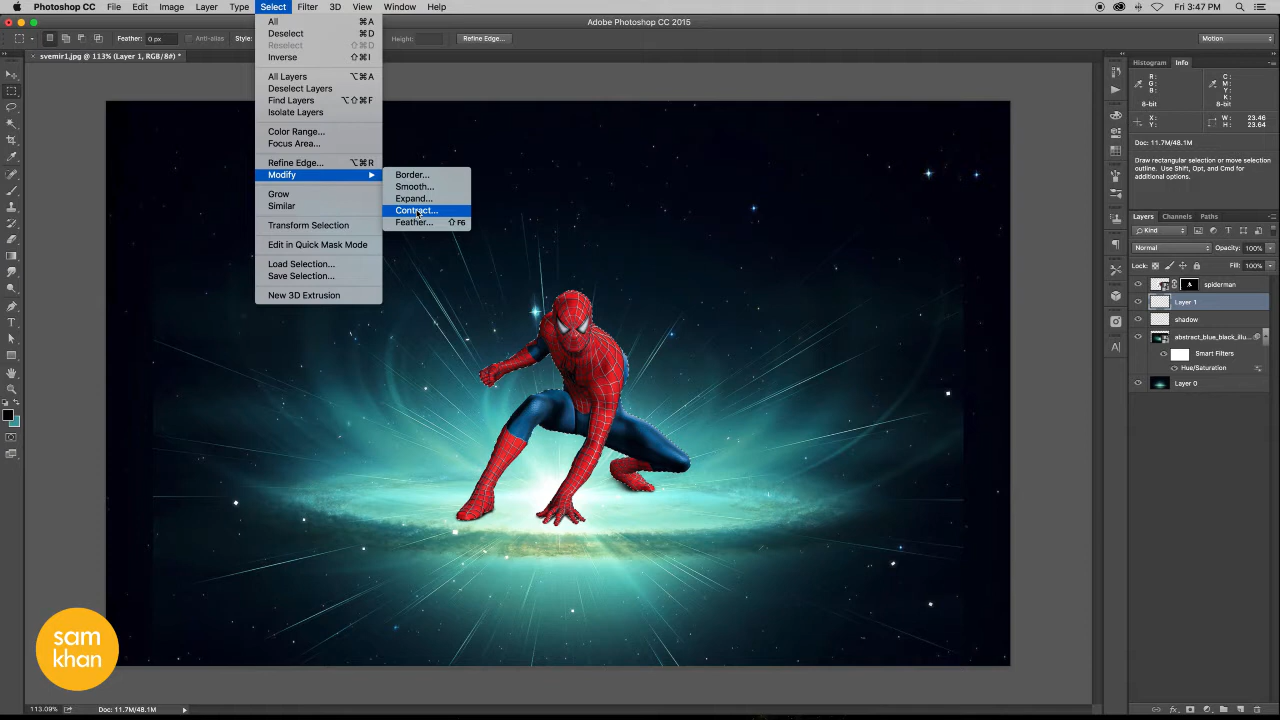 Photoshop CC File Edit Image Layer Type Select Filter 3D View Window Help Fri 3:47 PM
Adobe Photoshop CC 2015
Feather: 0 px Anti-alias Style: Height: Refine Edge... Motion
svemir1.jpg @ 113% (Layer 1, RGB/8#) *
All ⌘A
Deselect ⌘D
Reselect ⇧⌘D
Inverse ⇧⌘I
All Layers ⌥⌘A
Deselect Layers
Find Layers ⌥⇧⌘F
Isolate Layers
Color Range...
Focus Area...
Refine Edge... ⌥⌘R
Modify
Grow
Similar
Transform Selection
Edit in Quick Mask Mode
Load Selection...
Save Selection...
New 3D Extrusion
Border...
Smooth...
Expand...
Contract...
Feather... ⇧F6
Histogram Info
R: C:
G: M:
B: Y:
K:
8-bit 8-bit
X: W: 23.46
Y: H: 23.64
Doc: 11.7M/48.1M
Draw rectangular selection or move selection
outline. Use Shift, Opt, and Cmd for
additional options.
Layers Channels Paths
Kind
Normal Opacity: 100%
Lock: Fill: 100%
spiderman
Layer 1
shadow
abstract_blue_black_illu...
Smart Filters
Hue/Saturation
Layer 0
sam
khan
113.09% Doc: 11.7M/48.1M